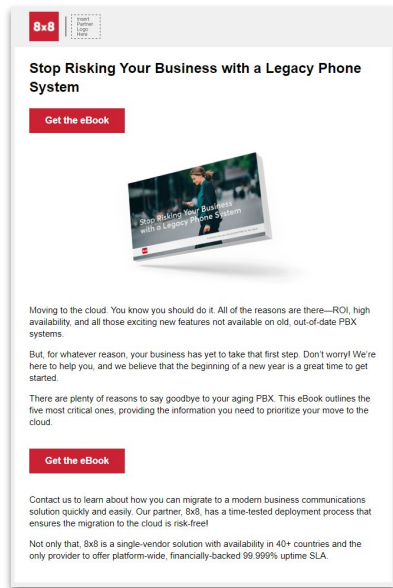 8x8
Insert
Partner
Logo
Here
Stop Risking Your Business with a Legacy Phone
System
Get the eBook
Stop Risking Your Business
with a Legacy Phone System
Moving to the cloud. You know you should do it. All of the reasons are there—ROI, high
availability, and all those exciting new features not available on old, out-of-date PBX
systems.
But, for whatever reason, your business has yet to take that first step. Don't worry! We're
here to help you, and we believe that the beginning of a new year is a great time to get
started.
There are plenty of reasons to say goodbye to your aging PBX. This eBook outlines the
five most critical ones, providing the information you need to prioritize your move to the
cloud.
Get the eBook
Contact us to learn about how you can migrate to a modern business communications
solution quickly and easily. Our partner, 8x8, has a time-tested deployment process that
ensures the migration to the cloud is risk-free!
Not only that, 8x8 is a single-vendor solution with availability in 40+ countries and the
only provider to offer platform-wide, financially-backed 99.999% uptime SLA.